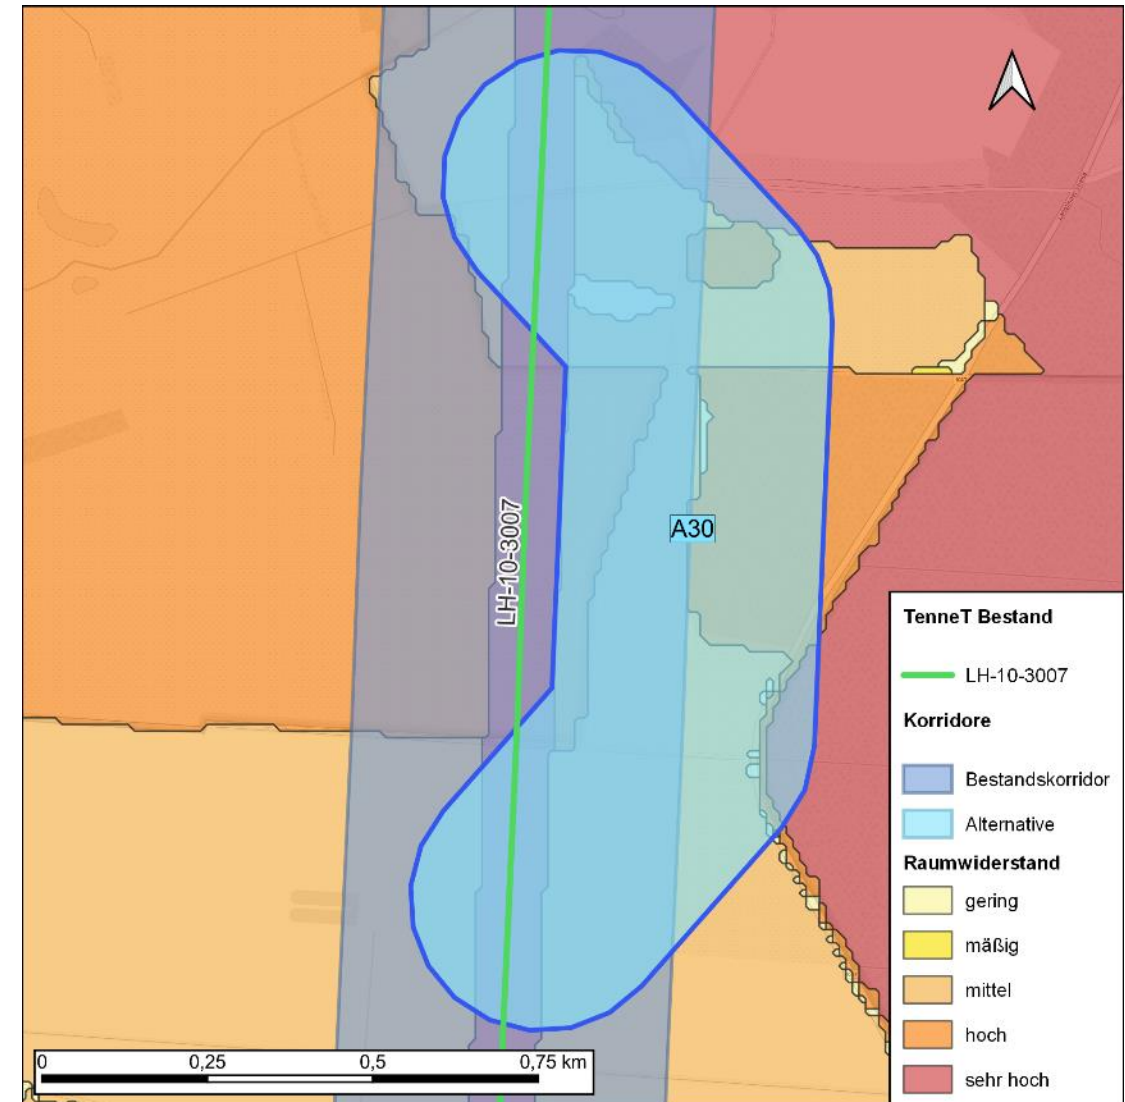 LH-10-3007
A30
TenneT Bestand
LH-10-3007
Korridore
Bestandskorridor
Alternative
Raumwiderstand
gering
mäßig
mittel
hoch
sehr hoch
0 0,25 0,5 0,75 km